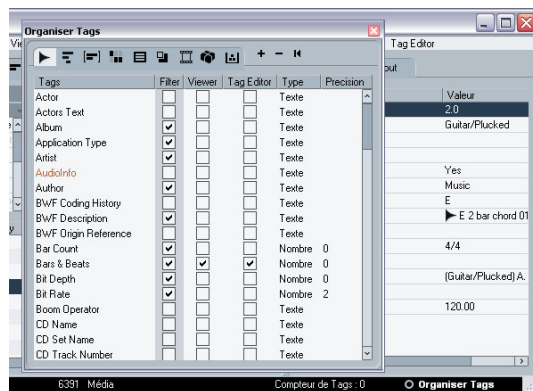 Organiser Tags
Tag Editor
Tags Filter Viewer Tag Editor Type Precision
Actor Texte
Actors Text Texte
Album Texte
Application Type Texte
Artist Texte
AudioInfo Texte
Author Texte
BWF Coding History Texte
BWF Description Texte
BWF Origin Reference Texte
Bar Count Nombre 0
Bars & Beats Nombre 0
Bit Depth Nombre 0
Bit Rate Nombre 2
Boom Operator Texte
CD Name Texte
CD Set Name Texte
CD Track Number Texte
Valeur
2.0
Guitar/Plucked
Yes
Music
E
E 2 bar chord 01
4/4
(Guitar/Plucked) A.
120.00
6391 Média Compteur de Tags : 0 Organiser Tags